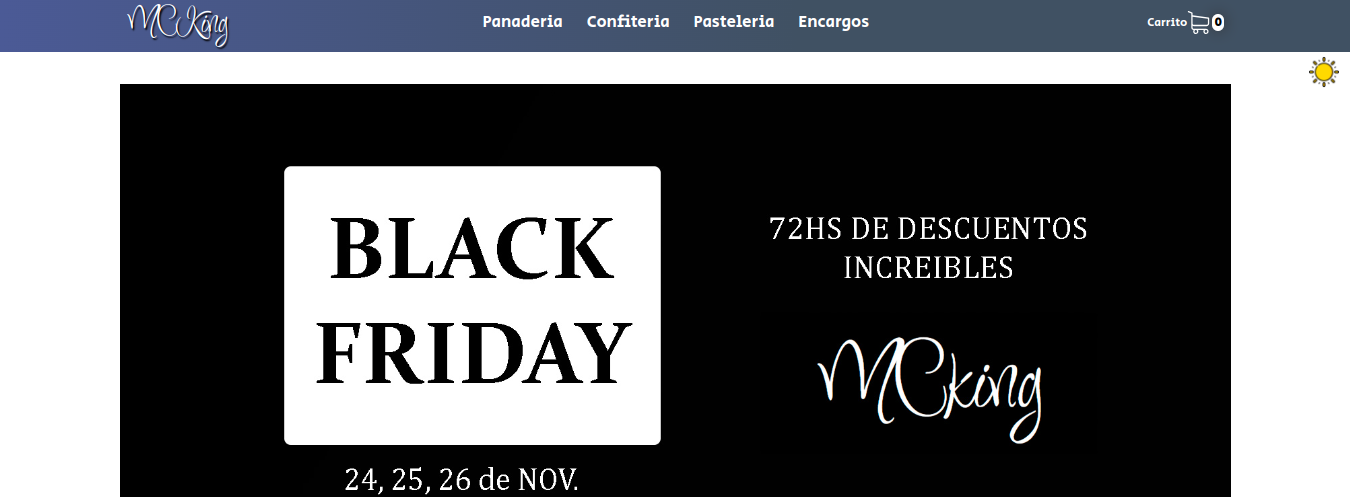 MCKing
Panaderia Confiteria Pasteleria Encargos
Carrito 0
BLACK
FRIDAY
24, 25, 26 de NOV.
72HS DE DESCUENTOS
INCREIBLES
MCking